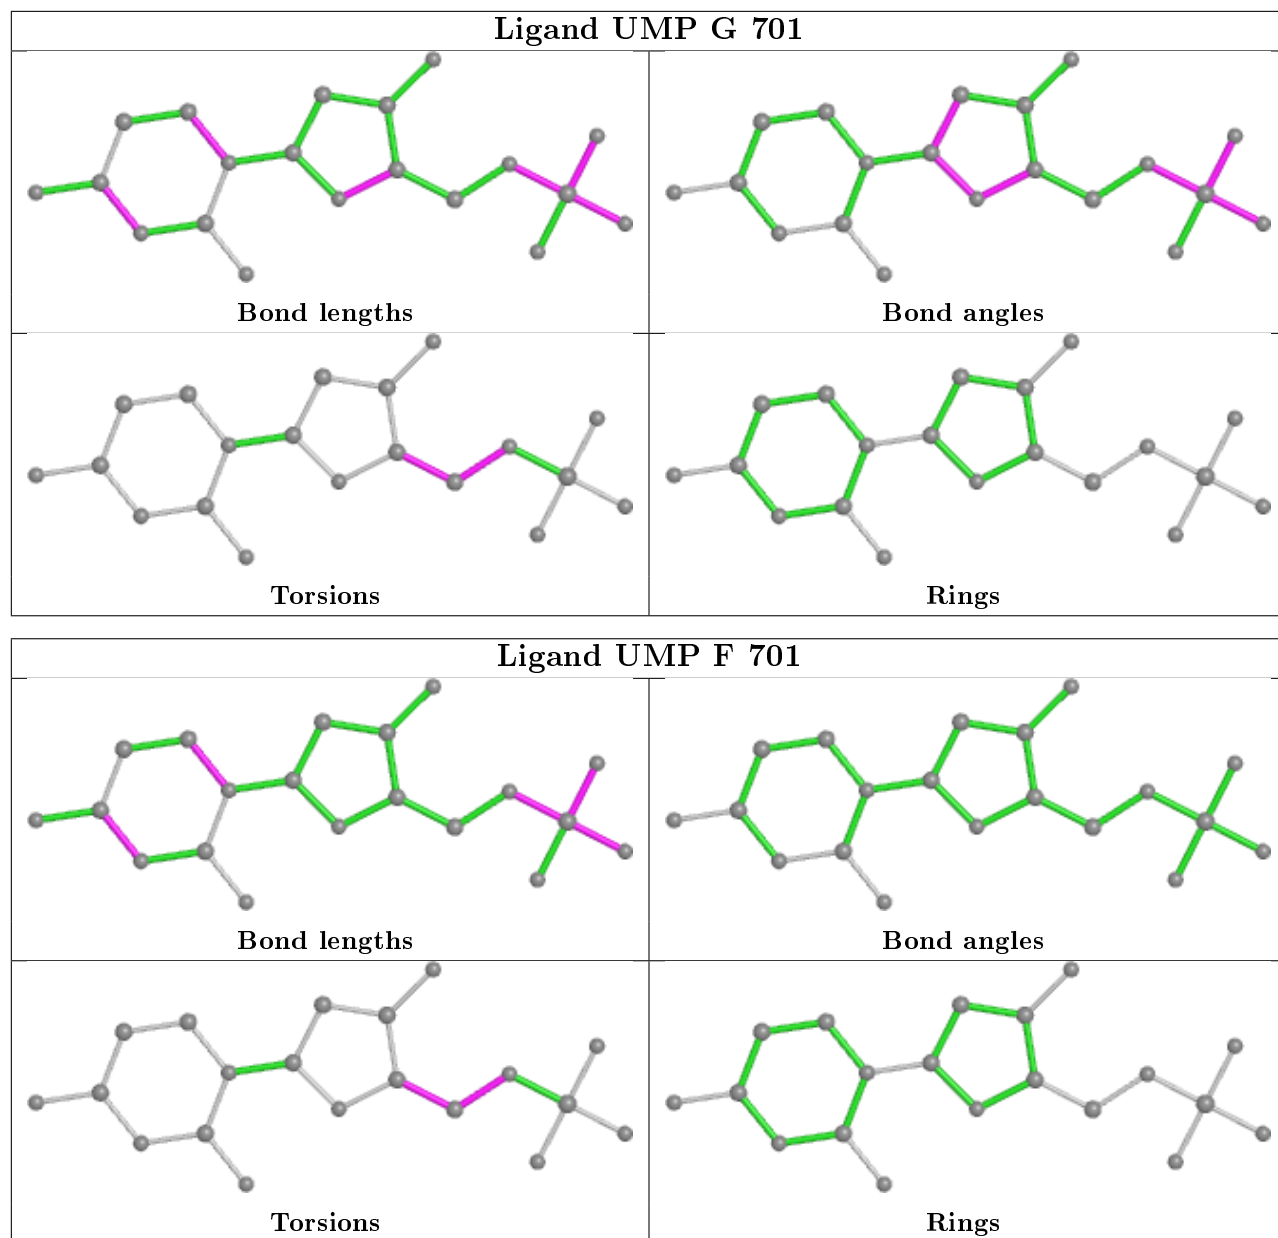 Ligand UMP G 701
Bond lengths
Bond angles
Torsions
Rings
Ligand UMP F 701
Bond lengths
Bond angles
Torsions
Rings